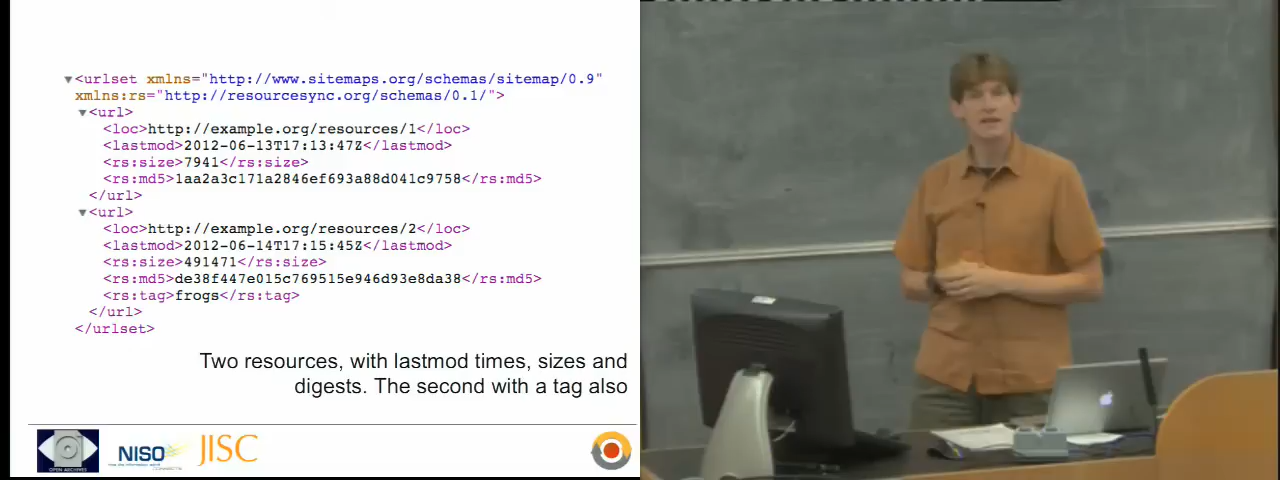 <urlset xmlns="http://www.sitemaps.org/schemas/sitemap/0.9"
xmlns:rs="http://resourcesync.org/schemas/0.1/">
<url>
<loc>http://example.org/resources/1</loc>
<lastmod>2012-06-13T17:13:47Z</lastmod>
<rs:size>7941</rs:size>
<rs:md5>1aa2a3c171a2846ef693a88d041c9758</rs:md5>
</url>
<url>
<loc>http://example.org/resources/2</loc>
<lastmod>2012-06-14T17:15:45Z</lastmod>
<rs:size>491471</rs:size>
<rs:md5>de38f447e015c769515e946d93e8da38</rs:md5>
<rs:tag>frogs</rs:tag>
</url>
</urlset>
Two resources, with lastmod times, sizes and
digests. The second with a tag also
OPEN ARCHIVES
NISO
JISC